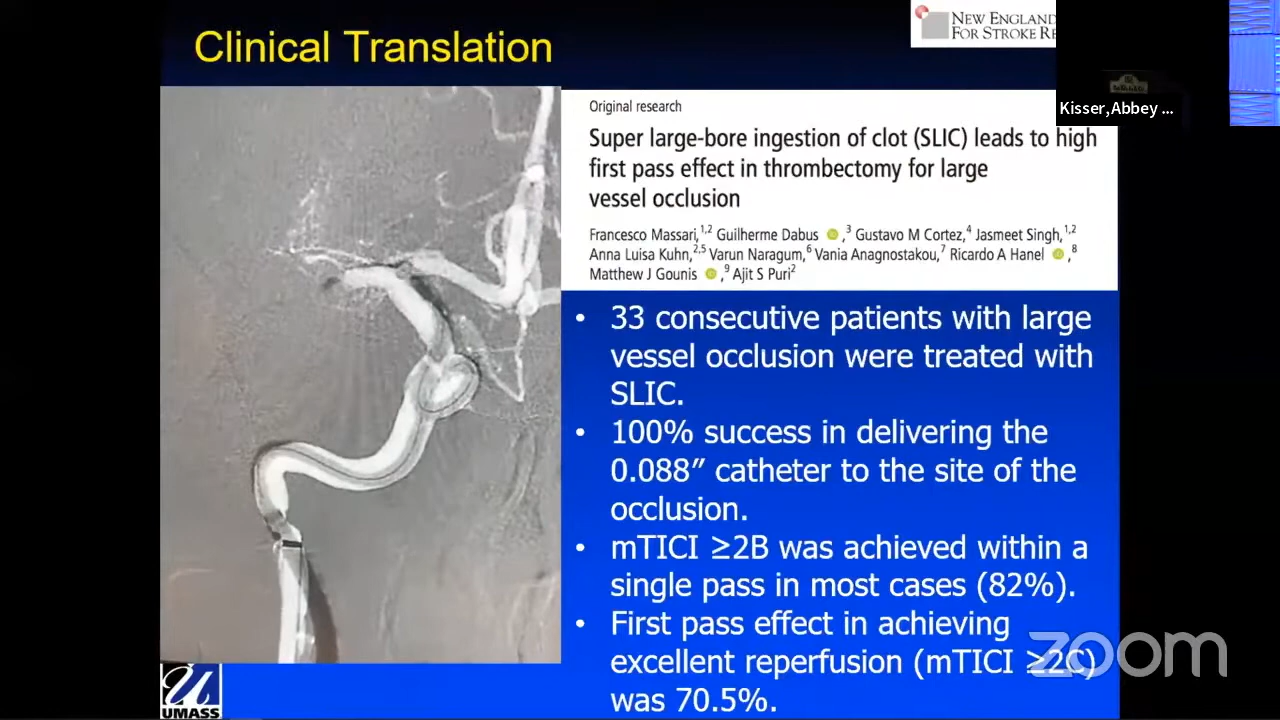 Clinical Translation
NEW ENGLAND
FOR STROKE RE
Kisser,Abbey ...
Original research
Super large-bore ingestion of clot (SLIC) leads to high
first pass effect in thrombectomy for large
vessel occlusion
Francesco Massari,1,2 Guilherme Dabus ,3 Gustavo M Cortez,4 Jasmeet Singh,1,2
Anna Luisa Kuhn,2,5 Varun Naragum,6 Vania Anagnostakou,7 Ricardo A Hanel ,8
Matthew J Gounis ,9 Ajit S Puri2
• 33 consecutive patients with large
vessel occlusion were treated with
SLIC.
• 100% success in delivering the
0.088″ catheter to the site of the
occlusion.
• mTICI ≥2B was achieved within a
single pass in most cases (82%).
• First pass effect in achieving
excellent reperfusion (mTICI ≥2C)
was 70.5%.
zoom
UMASS